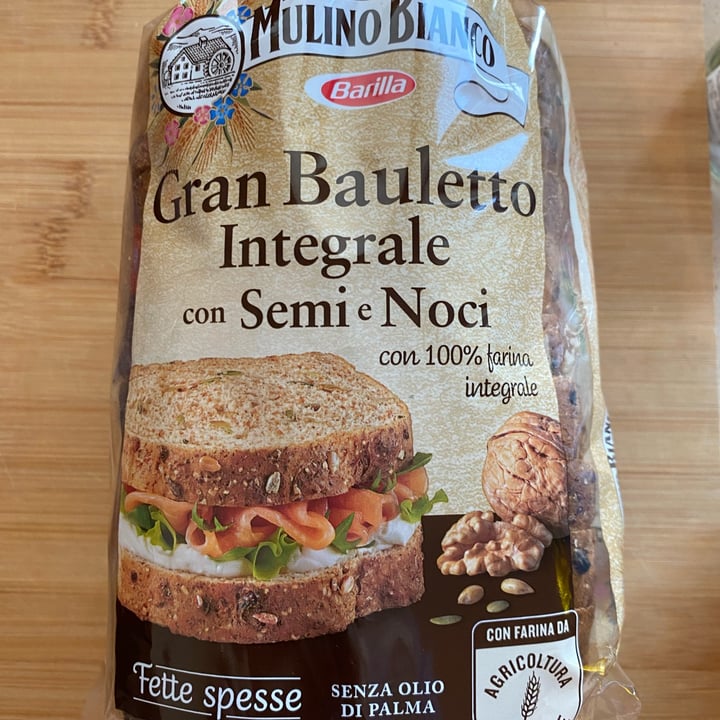 MULINO BIANCO
Barilla
Gran Bauletto
Integrale
con Semi e Noci
con 100% farina
integrale
Fette spesse
SENZA OLIO
DI PALMA
CON FARINA DA
AGRICOLTURA